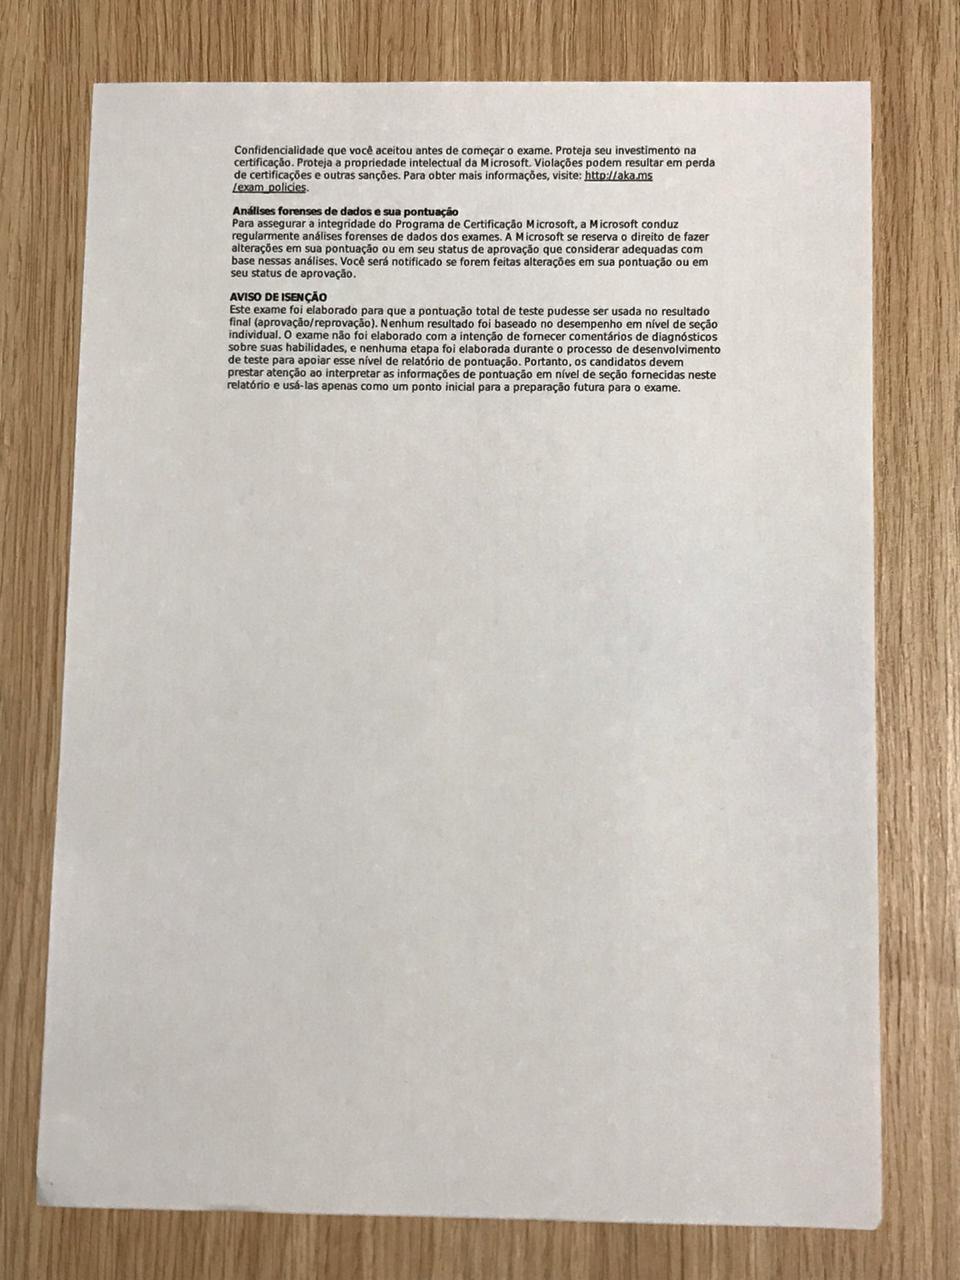 Confidencialidade que você aceitou antes de começar o exame. Proteja seu investimento na
certificação. Proteja a propriedade intelectual da Microsoft. Violações podem resultar em perda
de certificações e outras sanções. Para obter mais informações, visite: http://aka.ms
/exam_policies.
Análises forenses de dados e sua pontuação
Para assegurar a integridade do Programa de Certificação Microsoft, a Microsoft conduz
regularmente análises forenses de dados dos exames. A Microsoft se reserva o direito de fazer
alterações em sua pontuação ou em seu status de aprovação que considerar adequadas com
base nessas análises. Você será notificado se forem feitas alterações em sua pontuação ou em
seu status de aprovação.
AVISO DE ISENÇÃO
Este exame foi elaborado para que a pontuação total de teste pudesse ser usada no resultado
final (aprovação/reprovação). Nenhum resultado foi baseado no desempenho em nível de seção
individual. O exame não foi elaborado com a intenção de fornecer comentários de diagnósticos
sobre suas habilidades, e nenhuma etapa foi elaborada durante o processo de desenvolvimento
de teste para apoiar esse nível de relatório de pontuação. Portanto, os candidatos devem
prestar atenção ao interpretar as informações de pontuação em nível de seção fornecidas neste
relatório e usá-las apenas como um ponto inicial para a preparação futura para o exame.